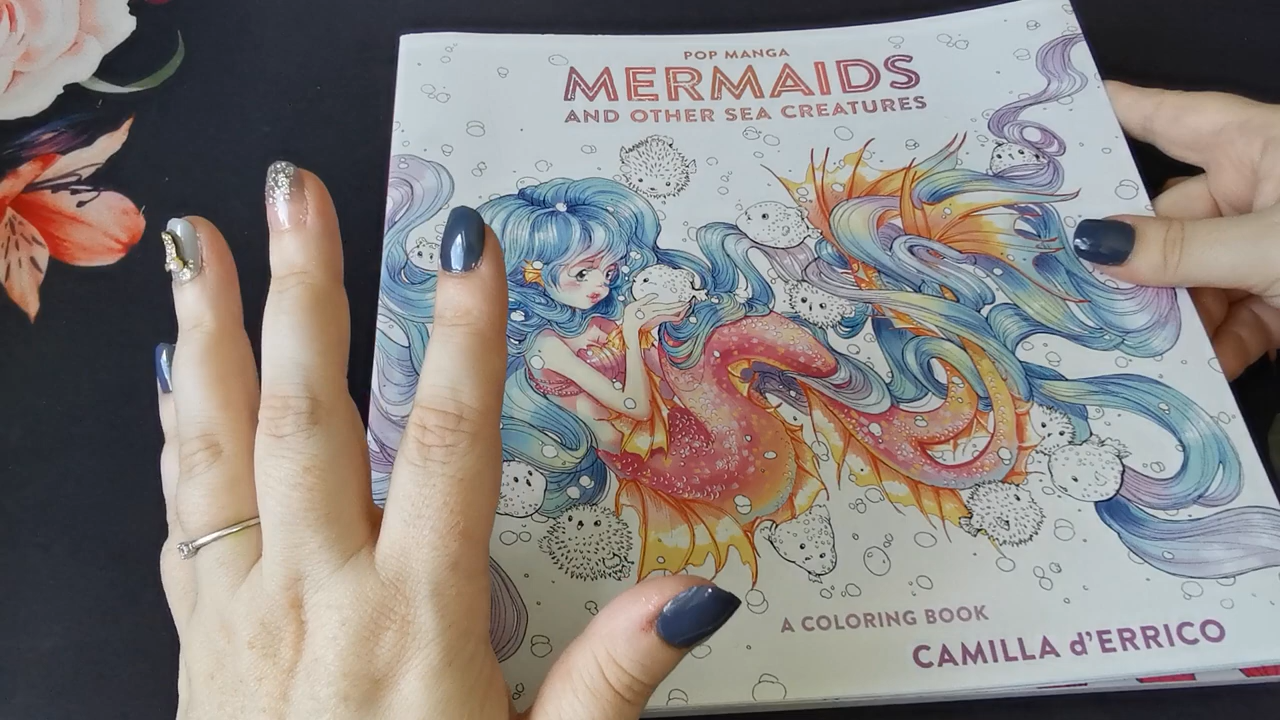 POP MANGA
MERMAIDS
AND OTHER SEA CREATURES
A COLORING BOOK
CAMILLA d'ERRICO